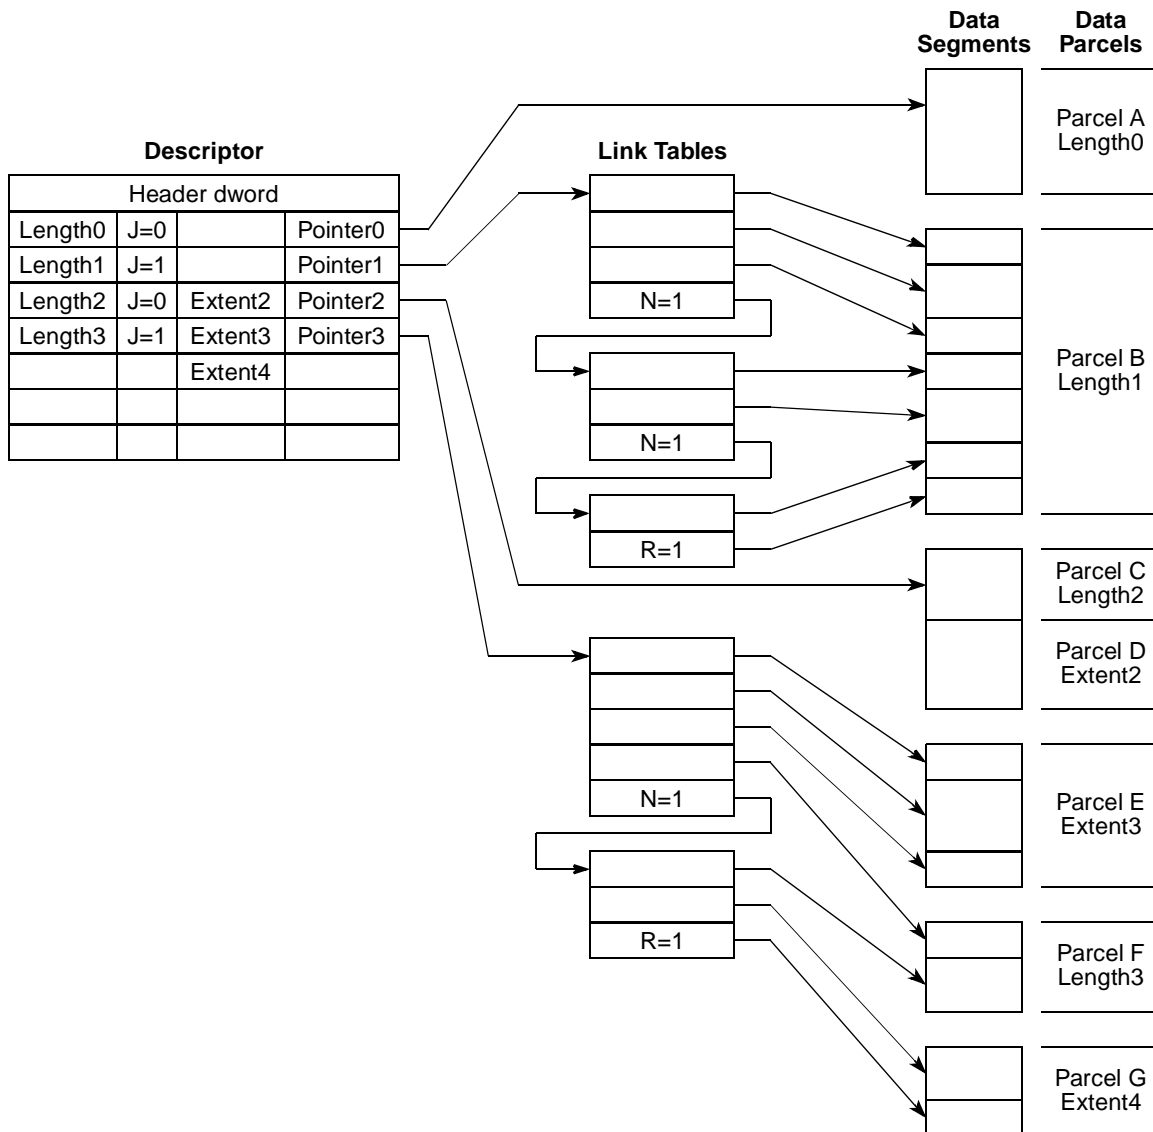 Data Segments
Data Parcels
Parcel A
Length0
Descriptor
Link Tables
Header dword
Length0 J=0 Pointer0
Length1 J=1 Pointer1
Length2 J=0 Extent2 Pointer2
Length3 J=1 Extent3 Pointer3
Extent4
N=1
N=1
R=1
Parcel B
Length1
Parcel C
Length2
Parcel D
Extent2
N=1
R=1
Parcel E
Extent3
Parcel F
Length3
Parcel G
Extent4